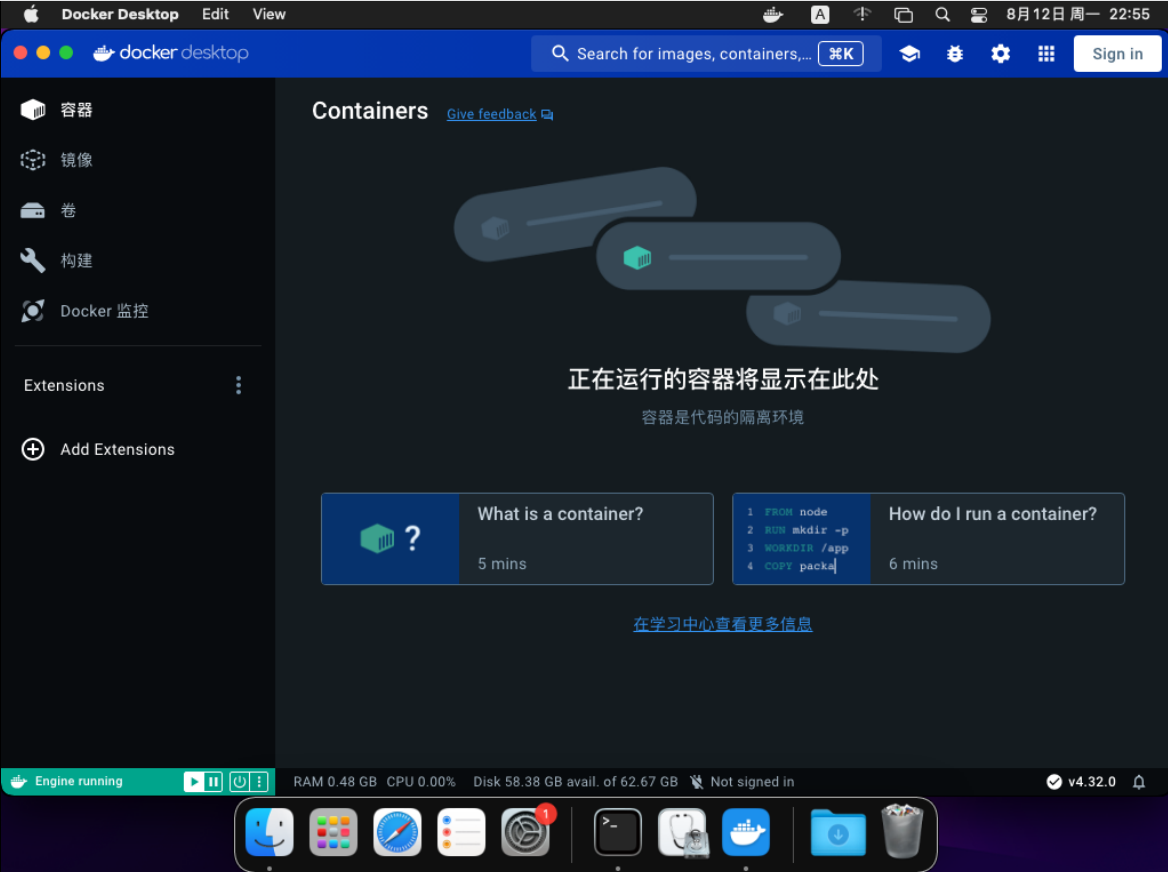 Docker Desktop Edit View A 8月12日 周一 22:55
docker desktop Search for images, containers,... ⌘K Sign in
容器
镜像
卷
构建
Docker 监控
Extensions
Add Extensions
Containers Give feedback
正在运行的容器将显示在此处
容器是代码的隔离环境
?
What is a container?
5 mins
1 FROM node
2 RUN mkdir -p
3 WORKDIR /app
4 COPY packa
How do I run a container?
6 mins
在学习中心查看更多信息
Engine running RAM 0.48 GB CPU 0.00% Disk 58.38 GB avail. of 62.67 GB Not signed in v4.32.0
1
>_